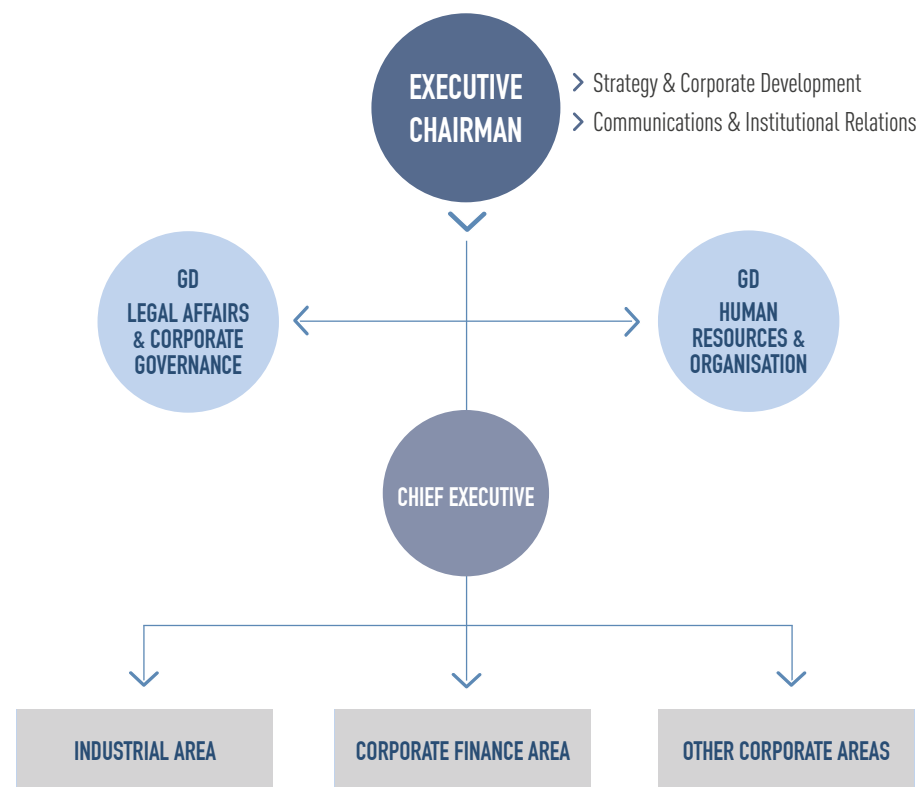 EXECUTIVE
CHAIRMAN
Strategy & Corporate Development
Communications & Institutional Relations
GD
LEGAL AFFAIRS
& CORPORATE
GOVERNANCE
GD
HUMAN
RESOURCES &
ORGANISATION
CHIEF EXECUTIVE
INDUSTRIAL AREA
CORPORATE FINANCE AREA
OTHER CORPORATE AREAS